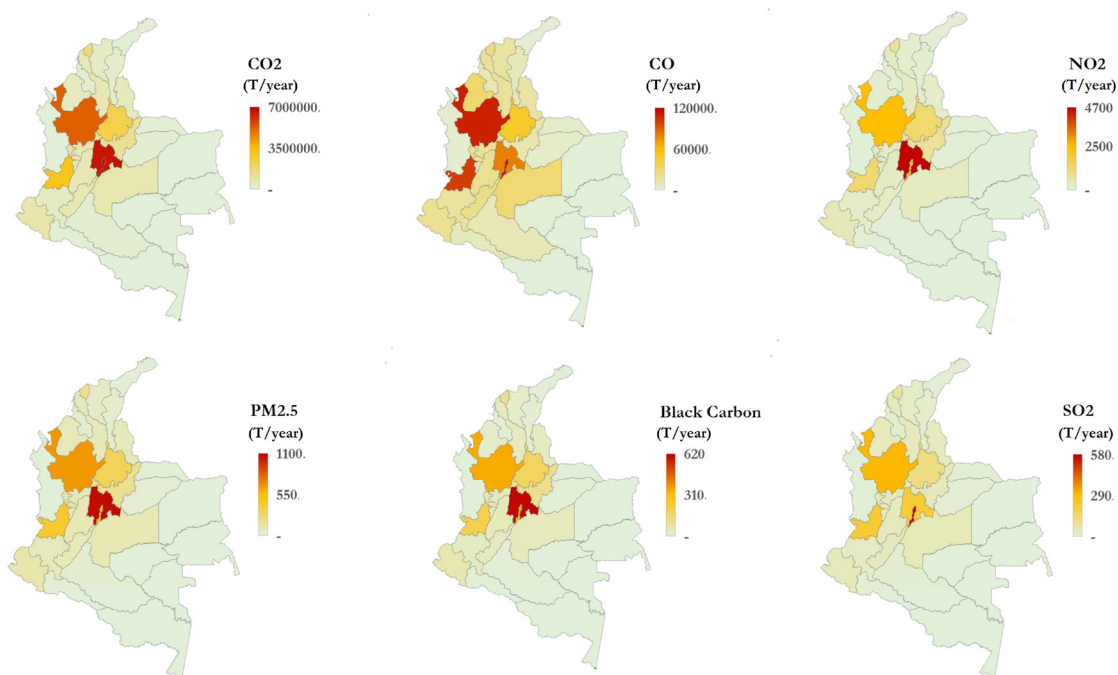 CO2
(T/year)
7000000.
3500000.
-
CO
(T/year)
120000
60000
-
NO2
(T/year)
4700
2500
-
PM2.5
(T/year)
1100.
550.
-
Black Carbon
(T/year)
620
310.
-
SO2
(T/year)
580.
290.
-